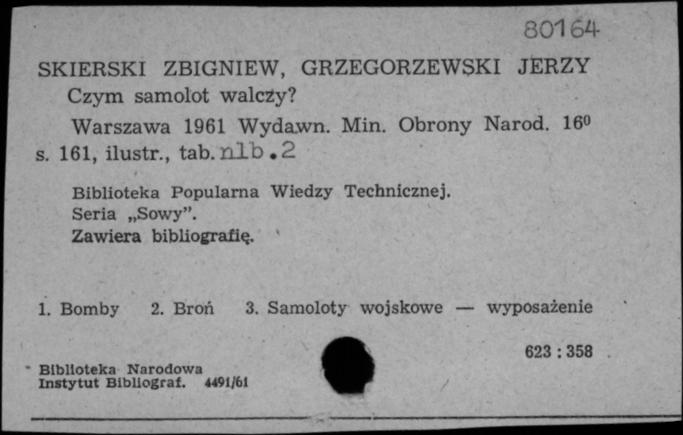 80164
SKIERSKI ZBIGNIEW, GRZEGORZEWSKI JERZY
Czym samolot walczy?
Warszawa 1961 Wydawn. Min. Obrony Narod. 16⁰
s. 161, ilustr., tab. nlb. 2
Biblioteka Popularna Wiedzy Technicznej.
Seria „Sowy”.
Zawiera bibliografię.
1. Bomby 2. Broń 3. Samoloty wojskowe — wyposażenie
623 : 358
Biblioteka Narodowa
Instytut Bibliograf. 4491/61